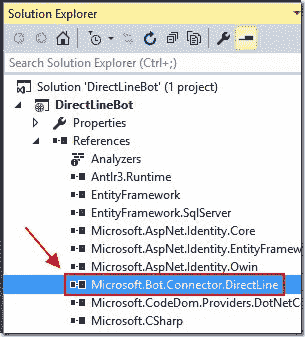 Solution Explorer
Search Solution Explorer (Ctrl+;)
Solution 'DirectLineBot' (1 project)
DirectLineBot
Properties
References
Analyzers
Antlr3.Runtime
EntityFramework
EntityFramework.SqlServer
Microsoft.AspNet.Identity.Core
Microsoft.AspNet.Identity.EntityFramew
Microsoft.AspNet.Identity.Owin
Microsoft.Bot.Connector.DirectLine
Microsoft.CodeDom.Providers.DotNetC
Microsoft.CSharp